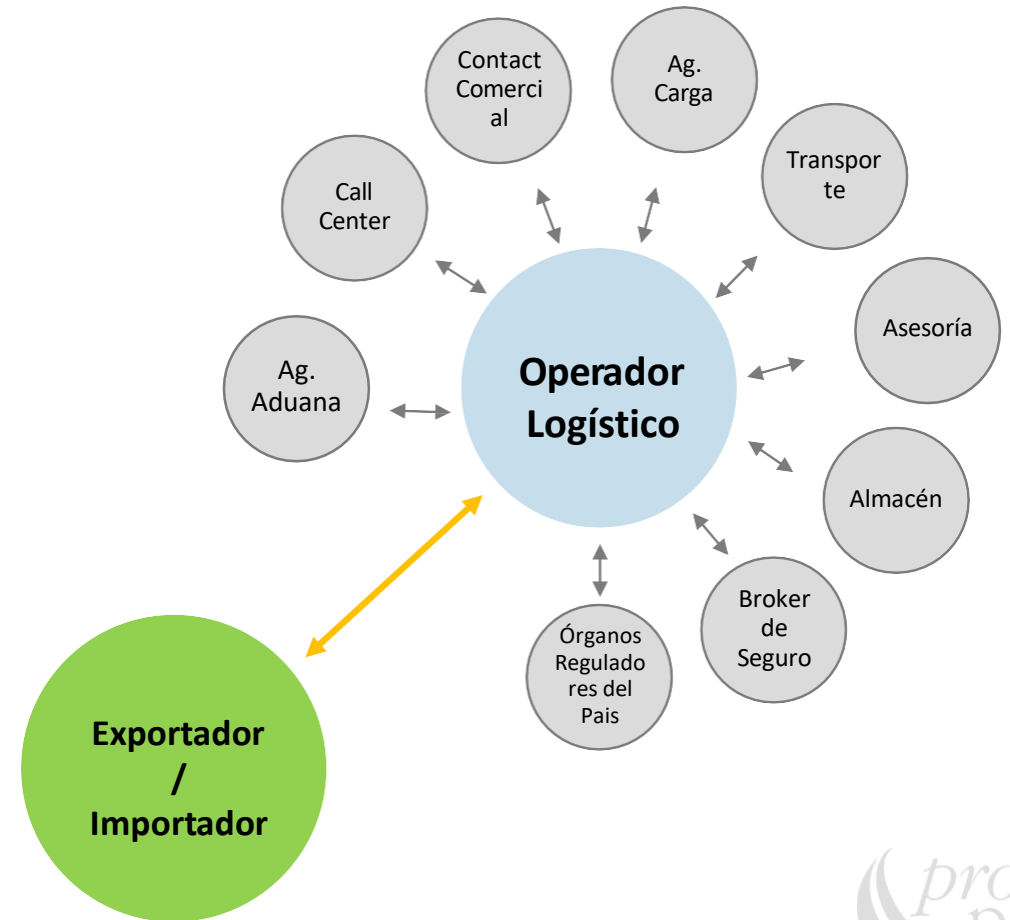 Contact
Comerci
al
Ag.
Carga
Transpor
te
Call
Center
Asesoría
Ag.
Aduana
Operador
Logístico
Almacén
Broker
de
Seguro
Órganos
Regulado
res del
Pais
Exportador
/
Importador